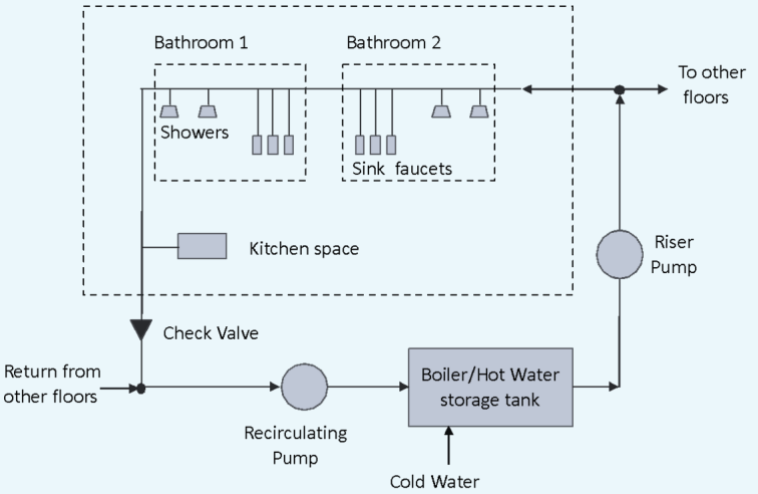 Bathroom 1
Bathroom 2
To other
floors
Showers
Sink faucets
Kitchen space
Riser
Pump
Check Valve
Return from
other floors
Boiler/Hot Water
storage tank
Recirculating
Pump
Cold Water